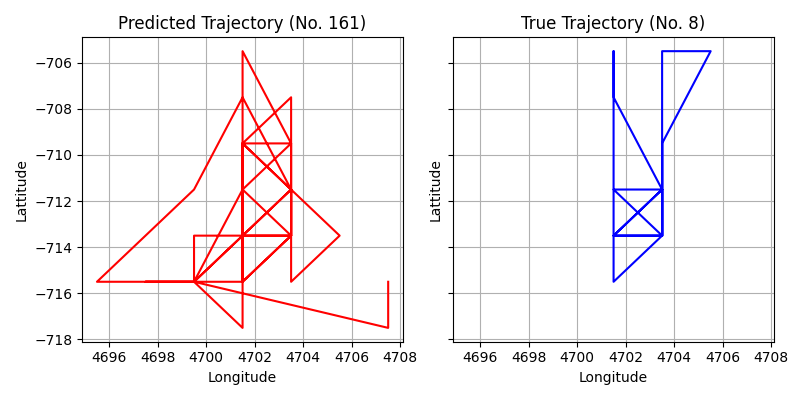 Predicted Trajectory (No. 161)
True Trajectory (No. 8)
Lattitude
−706
−708
−710
−712
−714
−716
−718
4696 4698 4700 4702 4704 4706 4708
Longitude
Lattitude
4696 4698 4700 4702 4704 4706 4708
Longitude